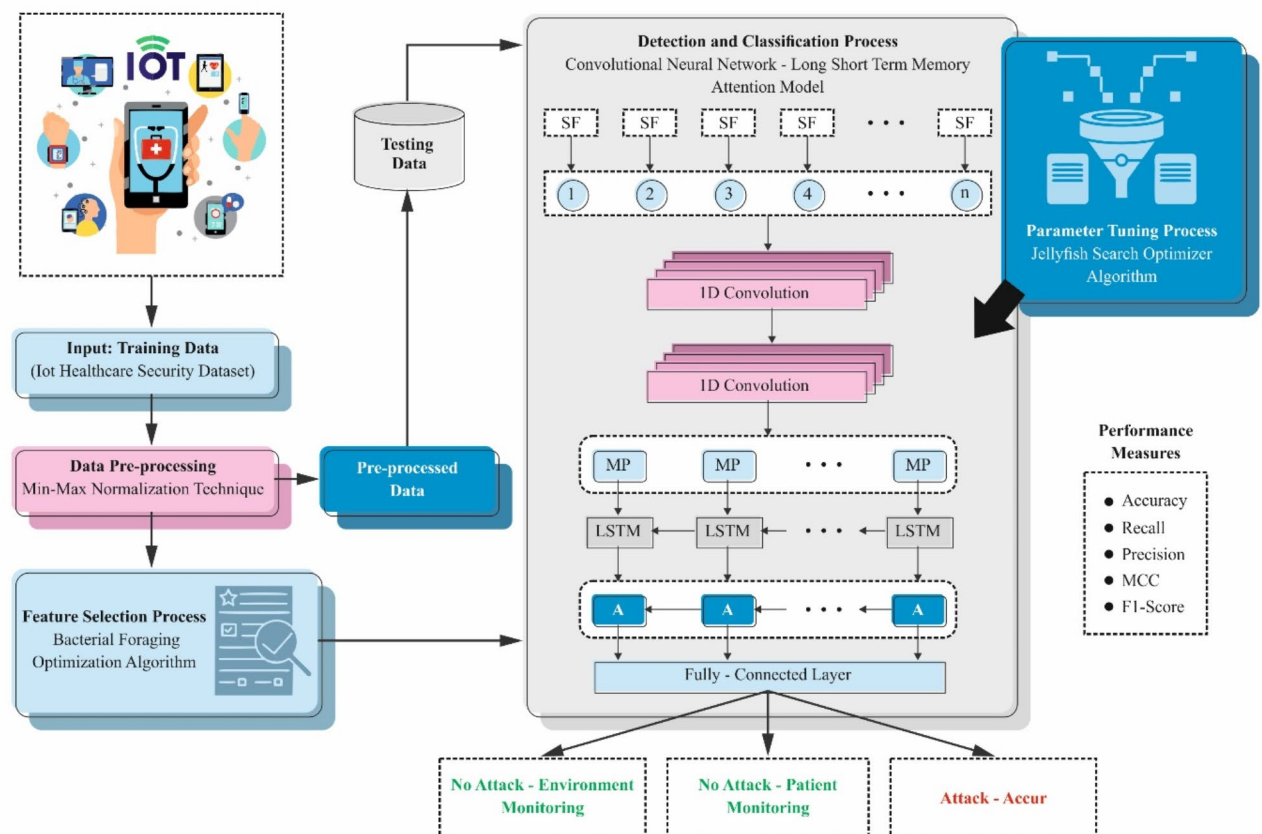 IOT
Input: Training Data
(Iot Healthcare Security Dataset)
Data Pre-processing
Min-Max Normalization Technique
Pre-processed
Data
Testing
Data
Feature Selection Process
Bacterial Foraging
Optimization Algorithm
Detection and Classification Process
Convolutional Neural Network - Long Short Term Memory
Attention Model
SF SF SF SF • • • SF
1 2 3 4 • • • n
1D Convolution
1D Convolution
MP MP • • • MP
LSTM LSTM • • • LSTM
A A • • • A
Fully - Connected Layer
Parameter Tuning Process
Jellyfish Search Optimizer
Algorithm
Performance
Measures
● Accuracy
● Recall
● Precision
● MCC
● F1-Score
No Attack - Environment
Monitoring
No Attack - Patient
Monitoring
Attack - Accur